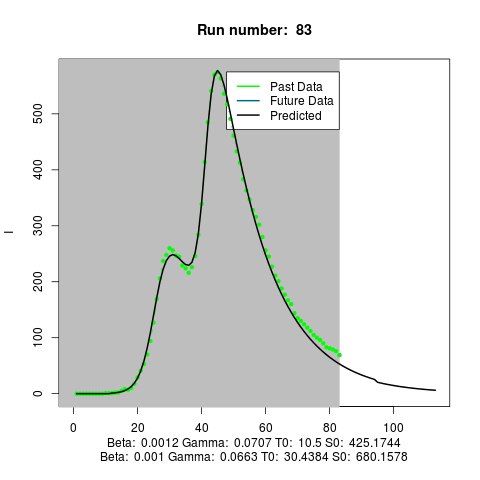 Run number: 83
Past Data
Future Data
Predicted
I
0
100
200
300
400
500
0 20 40 60 80 100
Beta: 0.0012 Gamma: 0.0707 T0: 10.5 S0: 425.1744
Beta: 0.001 Gamma: 0.0663 T0: 30.4384 S0: 680.1578